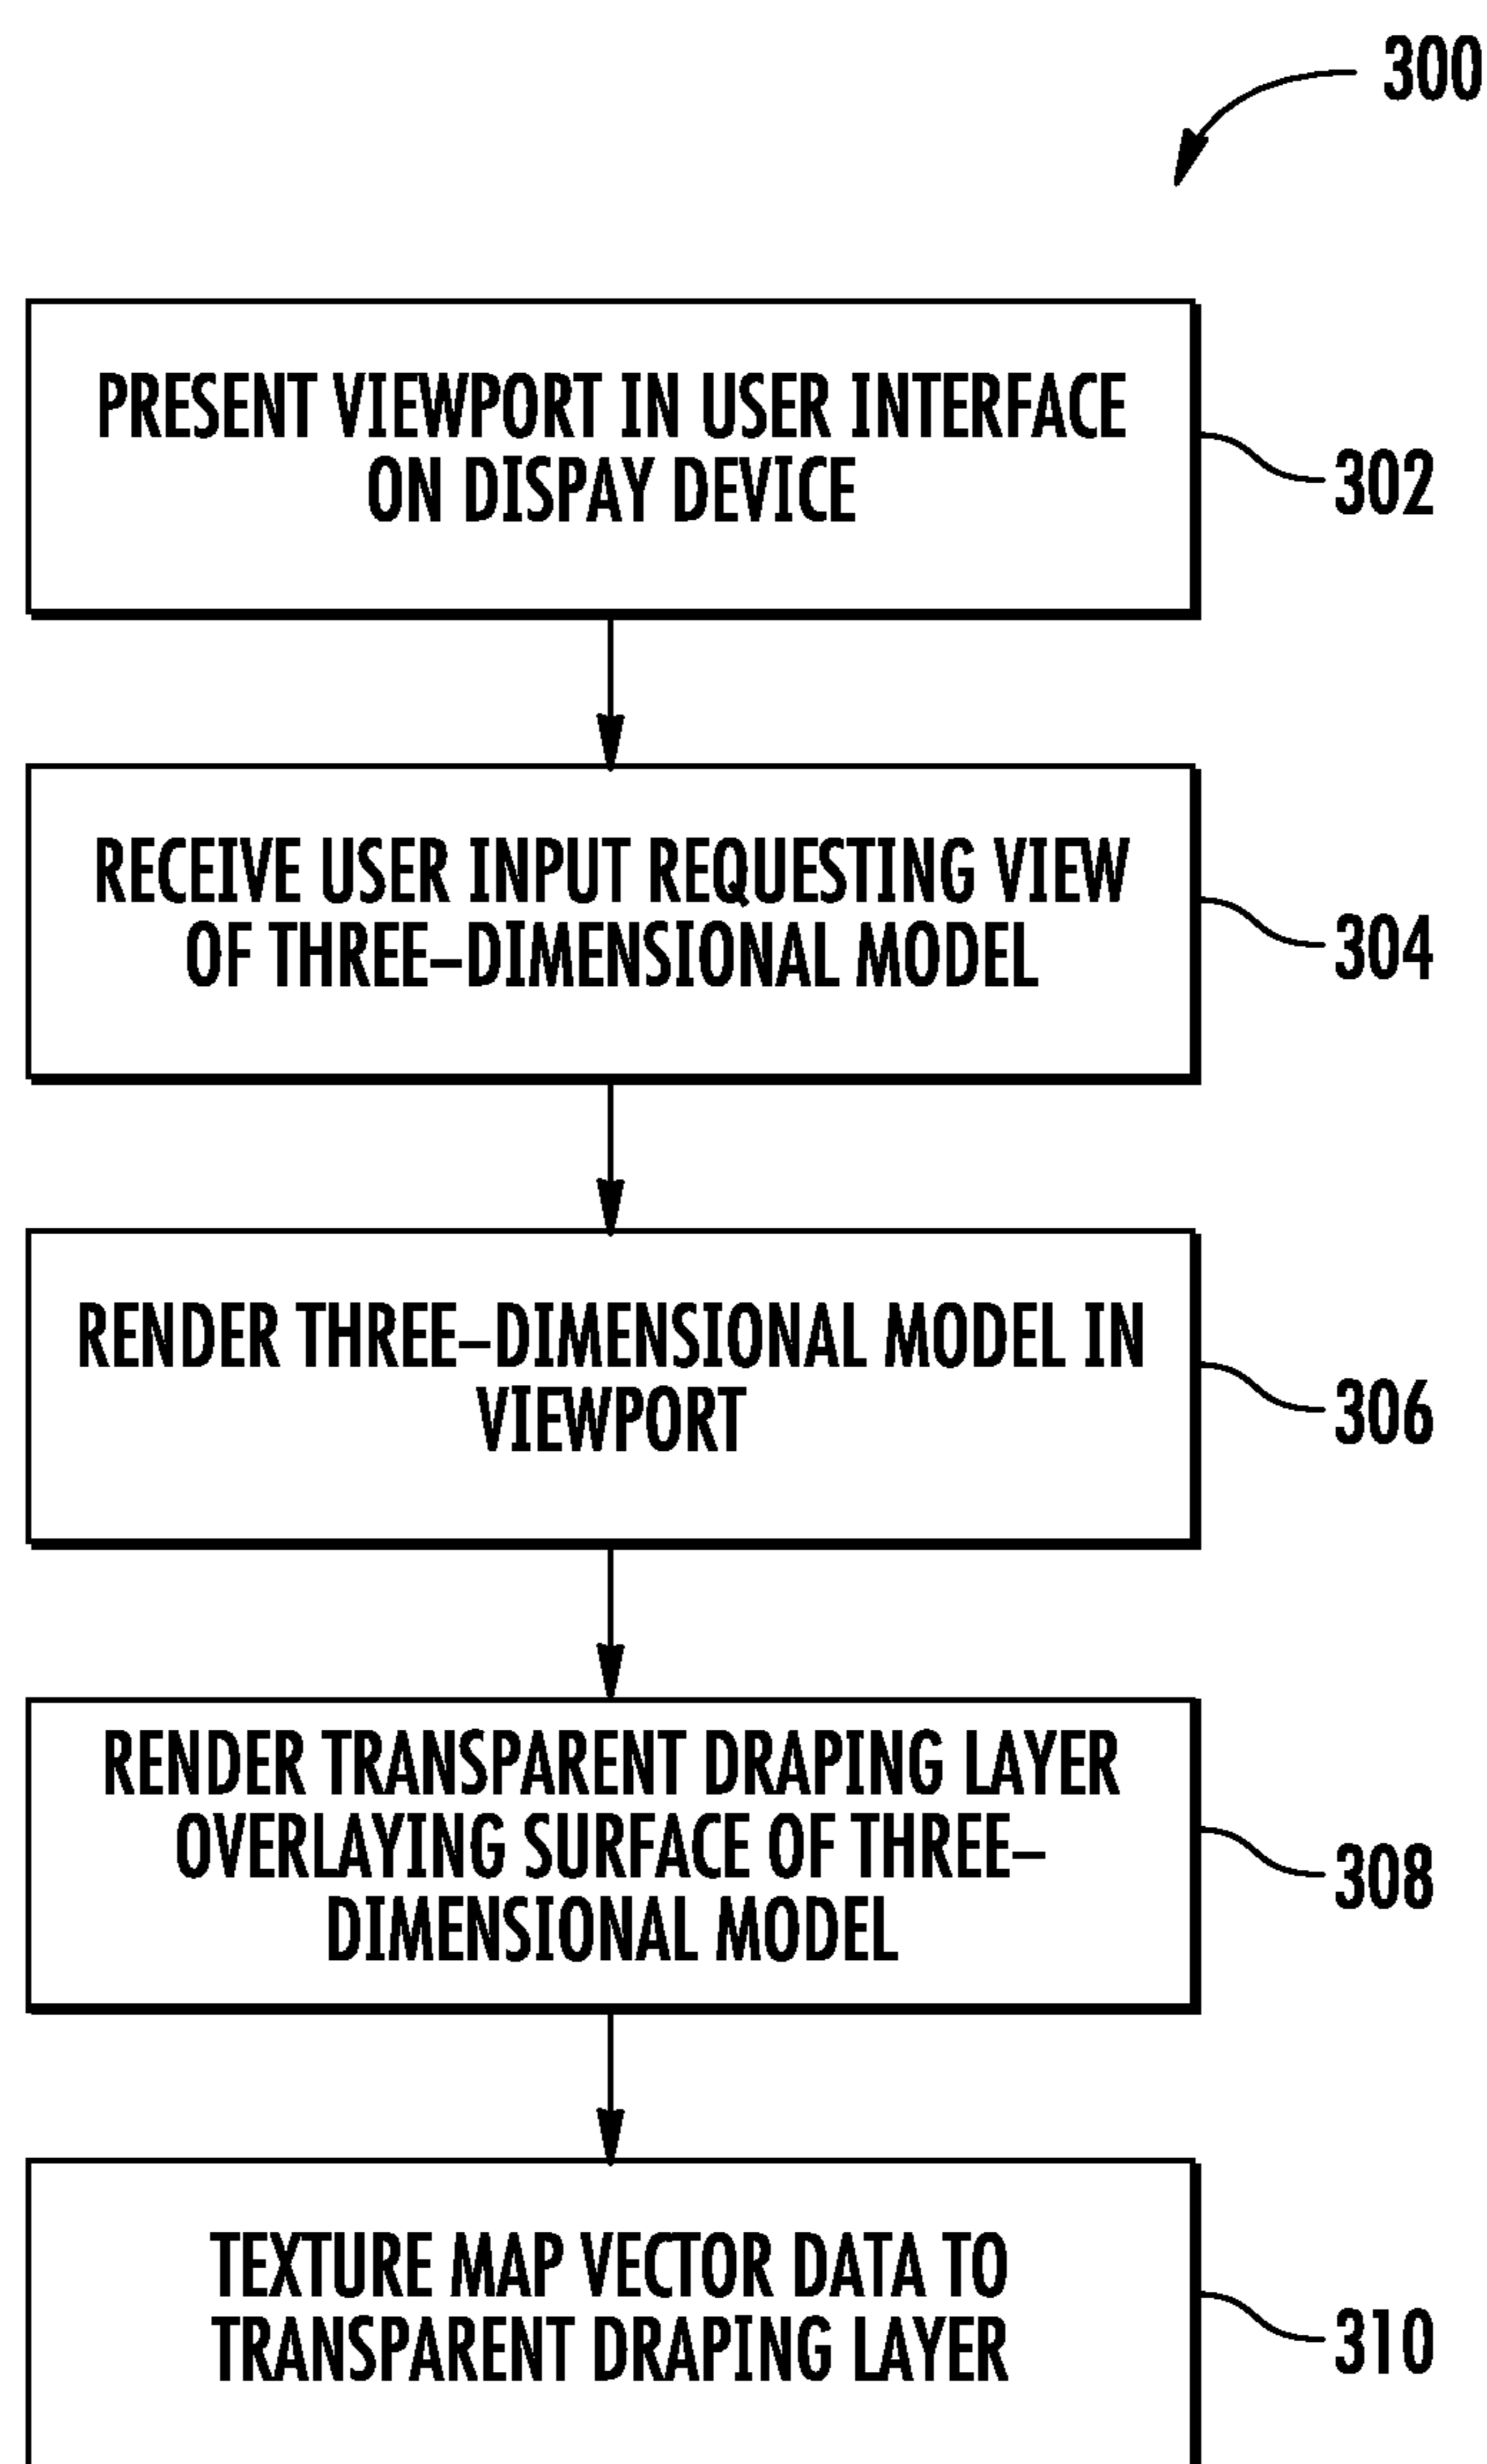 300
PRESENT VIEWPORT IN USER INTERFACE
ON DISPAY DEVICE
302
RECEIVE USER INPUT REQUESTING VIEW
OF THREE–DIMENSIONAL MODEL
304
RENDER THREE–DIMENSIONAL MODEL IN
VIEWPORT
306
RENDER TRANSPARENT DRAPING LAYER
OVERLAYING SURFACE OF THREE–
DIMENSIONAL MODEL
308
TEXTURE MAP VECTOR DATA TO
TRANSPARENT DRAPING LAYER
310